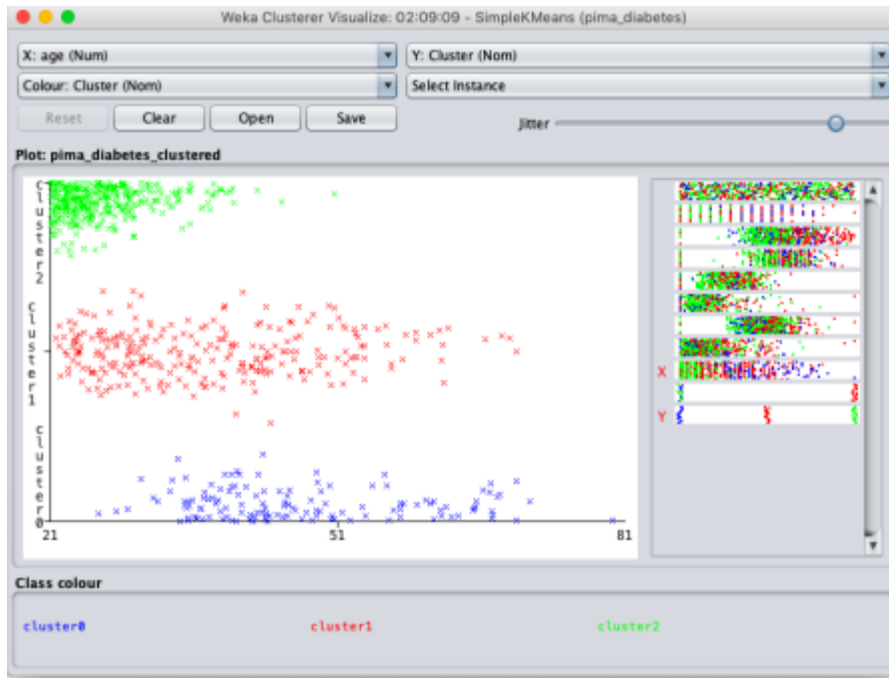 Weka Clusterer Visualize: 02:09:09 - SimpleKMeans (pima_diabetes)
X: age (Num)
Y: Cluster (Nom)
Colour: Cluster (Nom)
Select Instance
Reset
Clear
Open
Save
Jitter
Plot: pima_diabetes_clustered
cluster2
cluster1
cluster0
21
51
81
X
Y
Class colour
cluster0
cluster1
cluster2